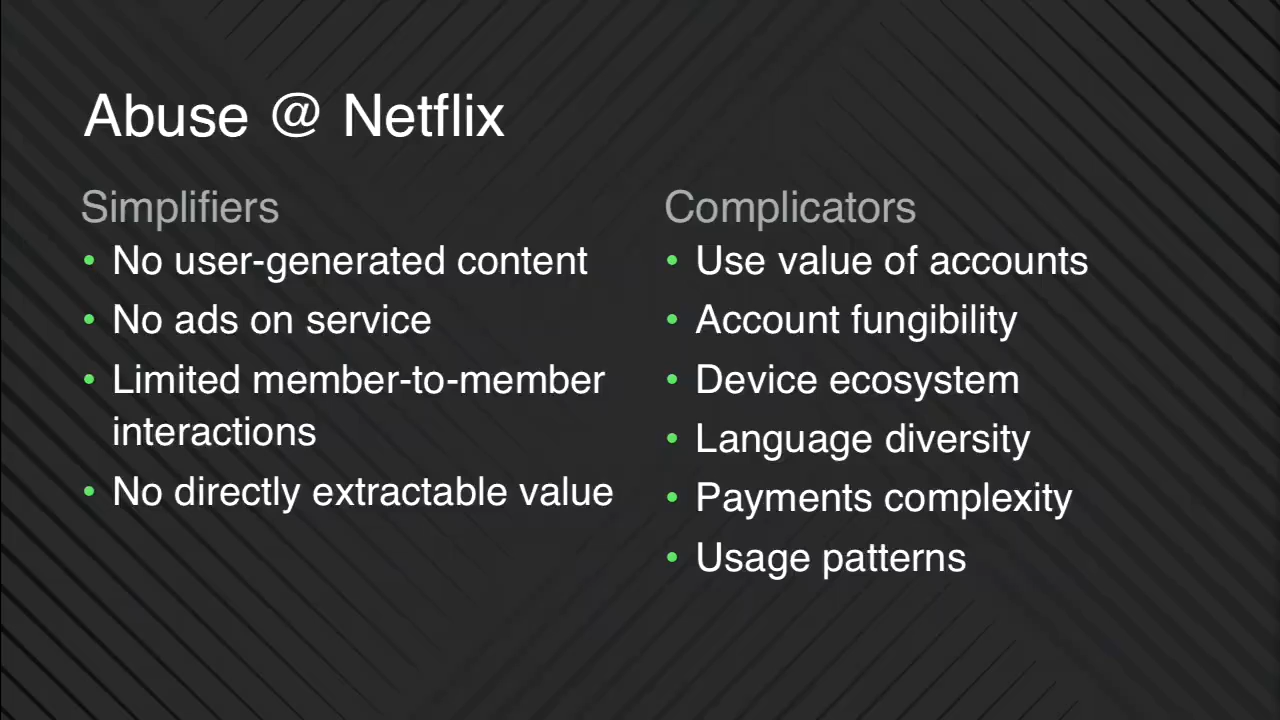 Abuse @ Netflix
Simplifiers
• No user-generated content
• No ads on service
• Limited member-to-member
interactions
• No directly extractable value
Complicators
• Use value of accounts
• Account fungibility
• Device ecosystem
• Language diversity
• Payments complexity
• Usage patterns